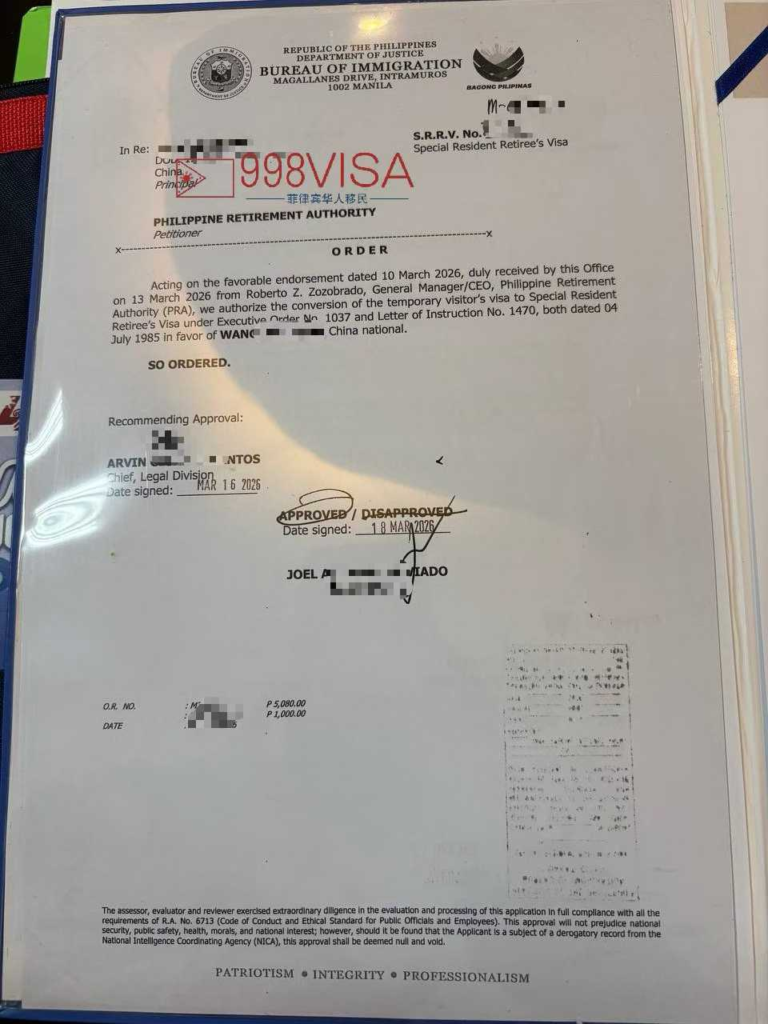 REPUBLIC OF THE PHILIPPINES
DEPARTMENT OF JUSTICE
BUREAU OF IMMIGRATION
MAGALLANES DRIVE, INTRAMUROS
1002 MANILA
BAGONG PILIPINAS
In Re:
S.R.R.V. No.
Special Resident Retiree's Visa
China
Principal
998VISA
菲律宾华人移民
PHILIPPINE RETIREMENT AUTHORITY
Petitioner
x-----------------------------------------------------------x
ORDER
Acting on the favorable endorsement dated 10 March 2026, duly received by this Office
on 13 March 2026 from Roberto Z. Zozobrado, General Manager/CEO, Philippine Retirement
Authority (PRA), we authorize the conversion of the temporary visitor's visa to Special Resident
Retiree's Visa under Executive Order No. 1037 and Letter of Instruction No. 1470, both dated 04
July 1985 in favor of WANG China national.
SO ORDERED.
Recommending Approval:
ARVIN NTOS
Chief, Legal Division
Date signed: MAR 16 2026
APPROVED / DISAPPROVED
Date signed: 18 MAR 2026
JOEL A
O.R. NO. : ₱ 5,080.00
₱ 1,000.00
DATE :
The assessor, evaluator and reviewer exercised extraordinary diligence in the evaluation and processing of this application in full compliance with all the
requirements of R.A. No. 6713 (Code of Conduct and Ethical Standard for Public Officials and Employees). This approval will not prejudice national
security, public safety, health, morals, and national interest; however, should it be found that the Applicant is a subject of a derogatory record from the
National Intelligence Coordinating Agency (NICA), this approval shall be deemed null and void.
PATRIOTISM • INTEGRITY • PROFESSIONALISM